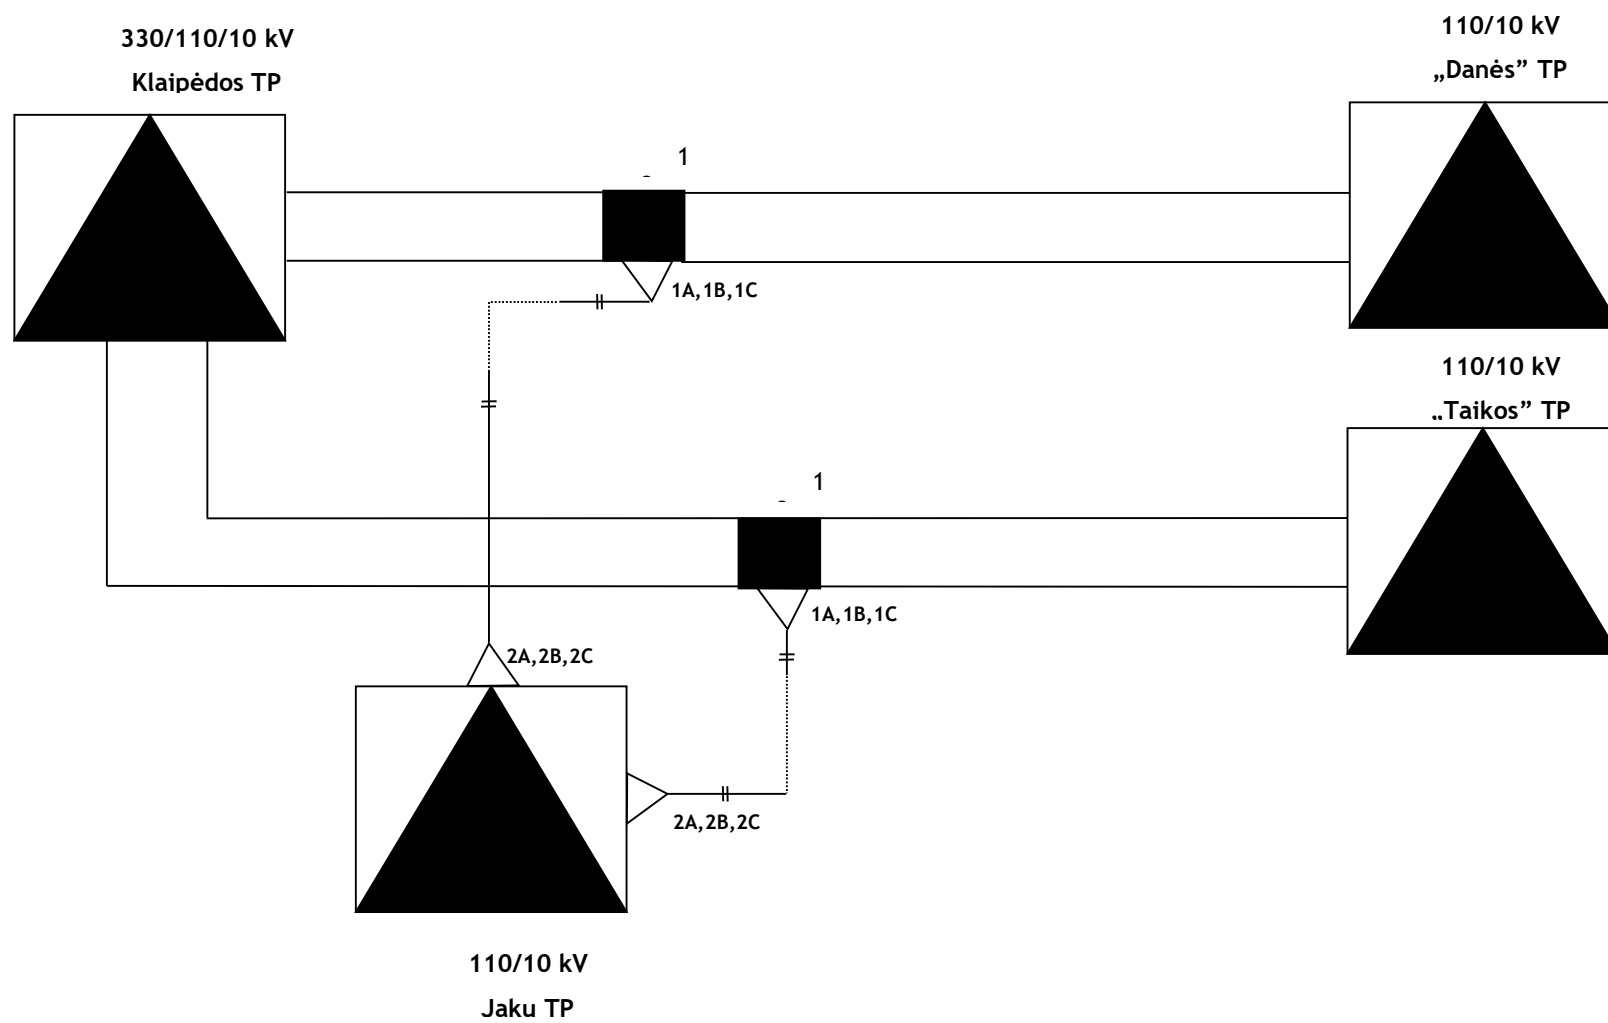 330/110/10 kV
Klaipėdos TP
110/10 kV
„Danės” TP
1
1A,1B,1C
110/10 kV
„Taikos” TP
1
1A,1B,1C
2A,2B,2C
2A,2B,2C
110/10 kV
Jaku TP